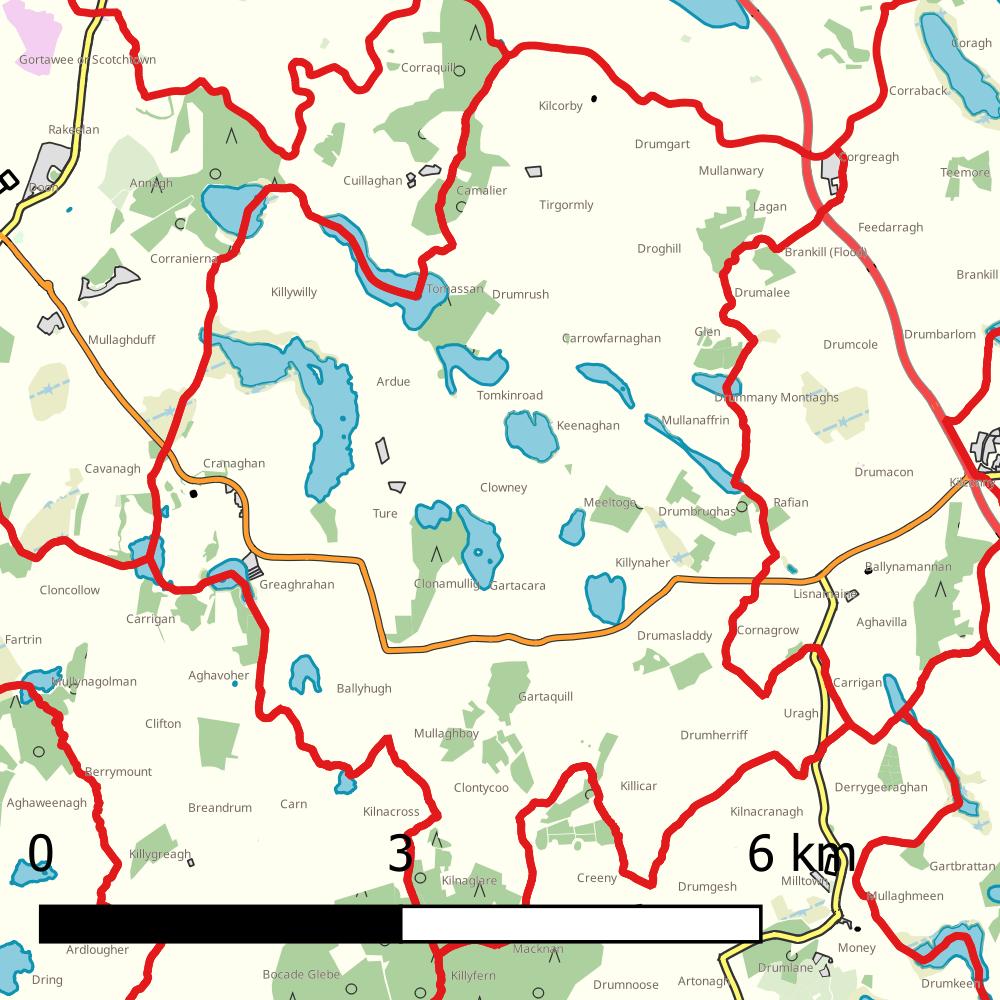 Coragh
Gortawee or Scotchtown
Corraquill
Corraback
Kilcorby
Rakeelan
Drumgart
Corgreagh
Mullanwary
Teemore
Annagh
Cuillaghan
Camalier
Doon
Tirgormly
Lagan
Feedarragh
Droghill
Brankill (Flood)
Corranierna
Brankill
Tomassan
Killywilly
Drumrush
Drumalee
Mullaghduff
Carrowfarnaghan
Glen
Drumcole
Drumbarlom
Ardue
Tomkinroad
Drummany Montiaghs
Keenaghan
Mullanaffrin
Cavanagh
Cranaghan
Drumacon
Clowney
Meeltoge
Rafian
Ture
Drumbrughas
Killynaher
Ballynamannan
Cloncollow
Greaghrahan
Clonamullig
Gartacara
Lisnamaine
Carrigan
Aghavilla
Fartrin
Drumasladdy
Cornagrow
Aghavoher
Mullynagolman
Ballyhugh
Gartaquill
Carrigan
Uragh
Clifton
Mullaghboy
Drumherriff
Berrymount
Clontycoo
Killicar
Derrygeeraghan
Aghaweenagh
Breandrum
Carn
Kilnacross
Kilnacranagh
0
3
6 km
Killygreagh
Gartbrattan
Kilnaglare
Creeny
Drumgesh
Milltown
Mullaghmeen
Ardlougher
Macknan
Money
Dring
Bocade Glebe
Killyfern
Drumnoose
Artonagh
Drumlane
Drumkeen